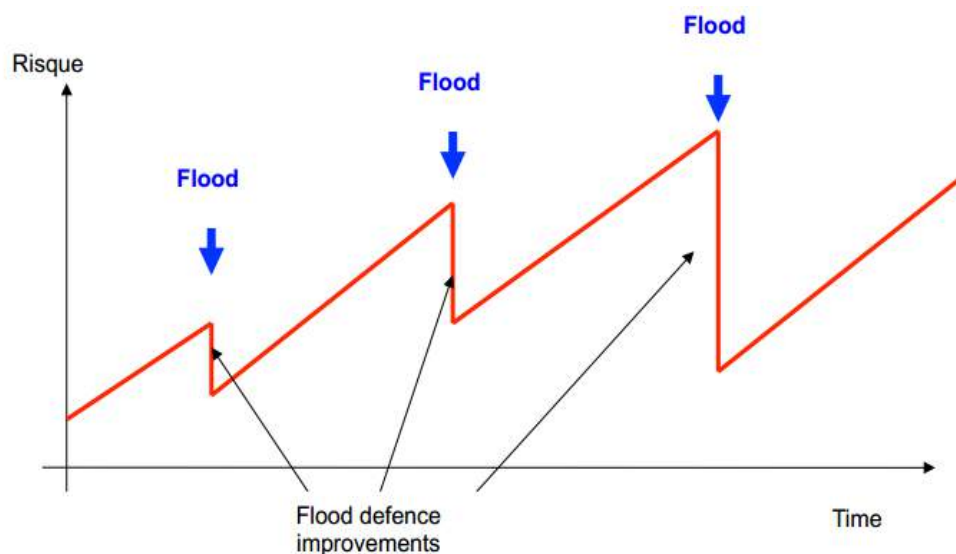 Flood
Risque
Flood
Flood
Flood defence
improvements
Time